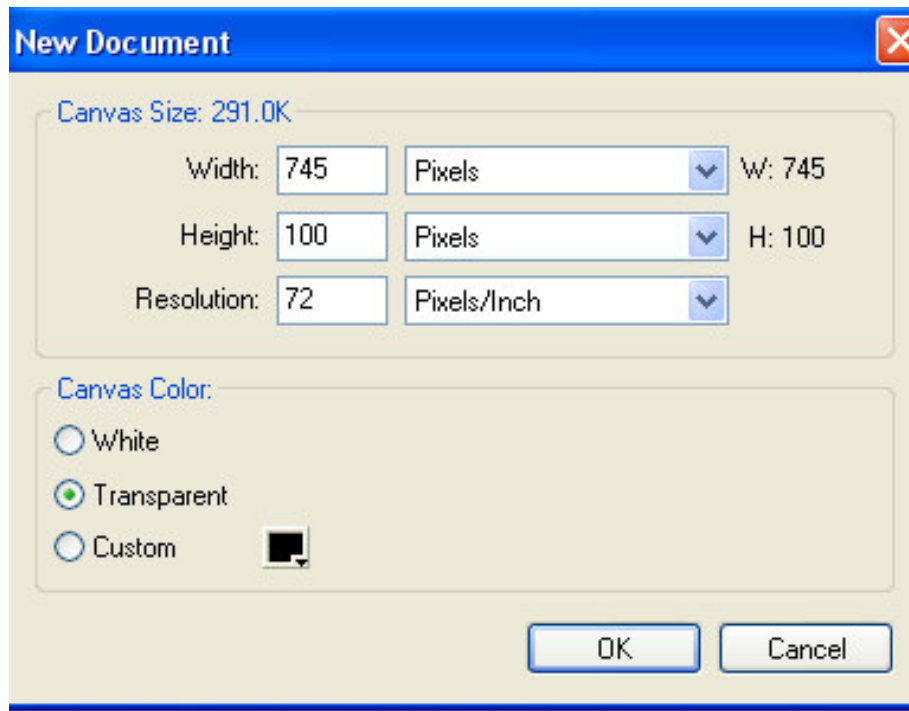 New Document
Canvas Size: 291.0K
Width: 745 Pixels W: 745
Height: 100 Pixels H: 100
Resolution: 72 Pixels/Inch
Canvas Color:
White
Transparent
Custom
OK Cancel